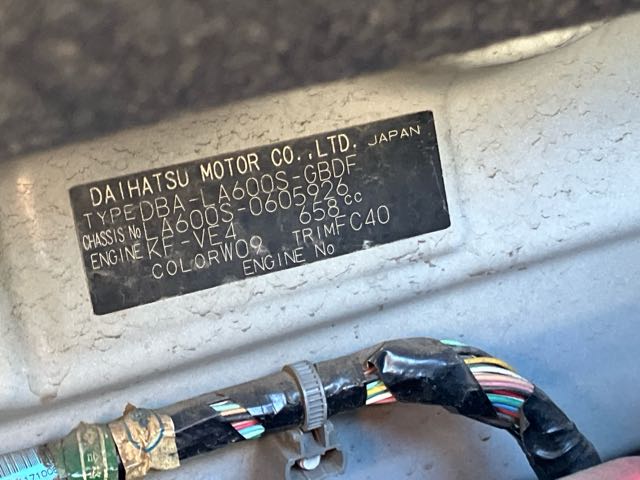 DAIHATSU MOTOR CO.,LTD. JAPAN
TYPE DBA-LA600S-GBDF
CHASSIS No LA600S-0605926
ENGINE KF-VE4 658cc
COLOR W09 TRIM FC40
ENGINE No